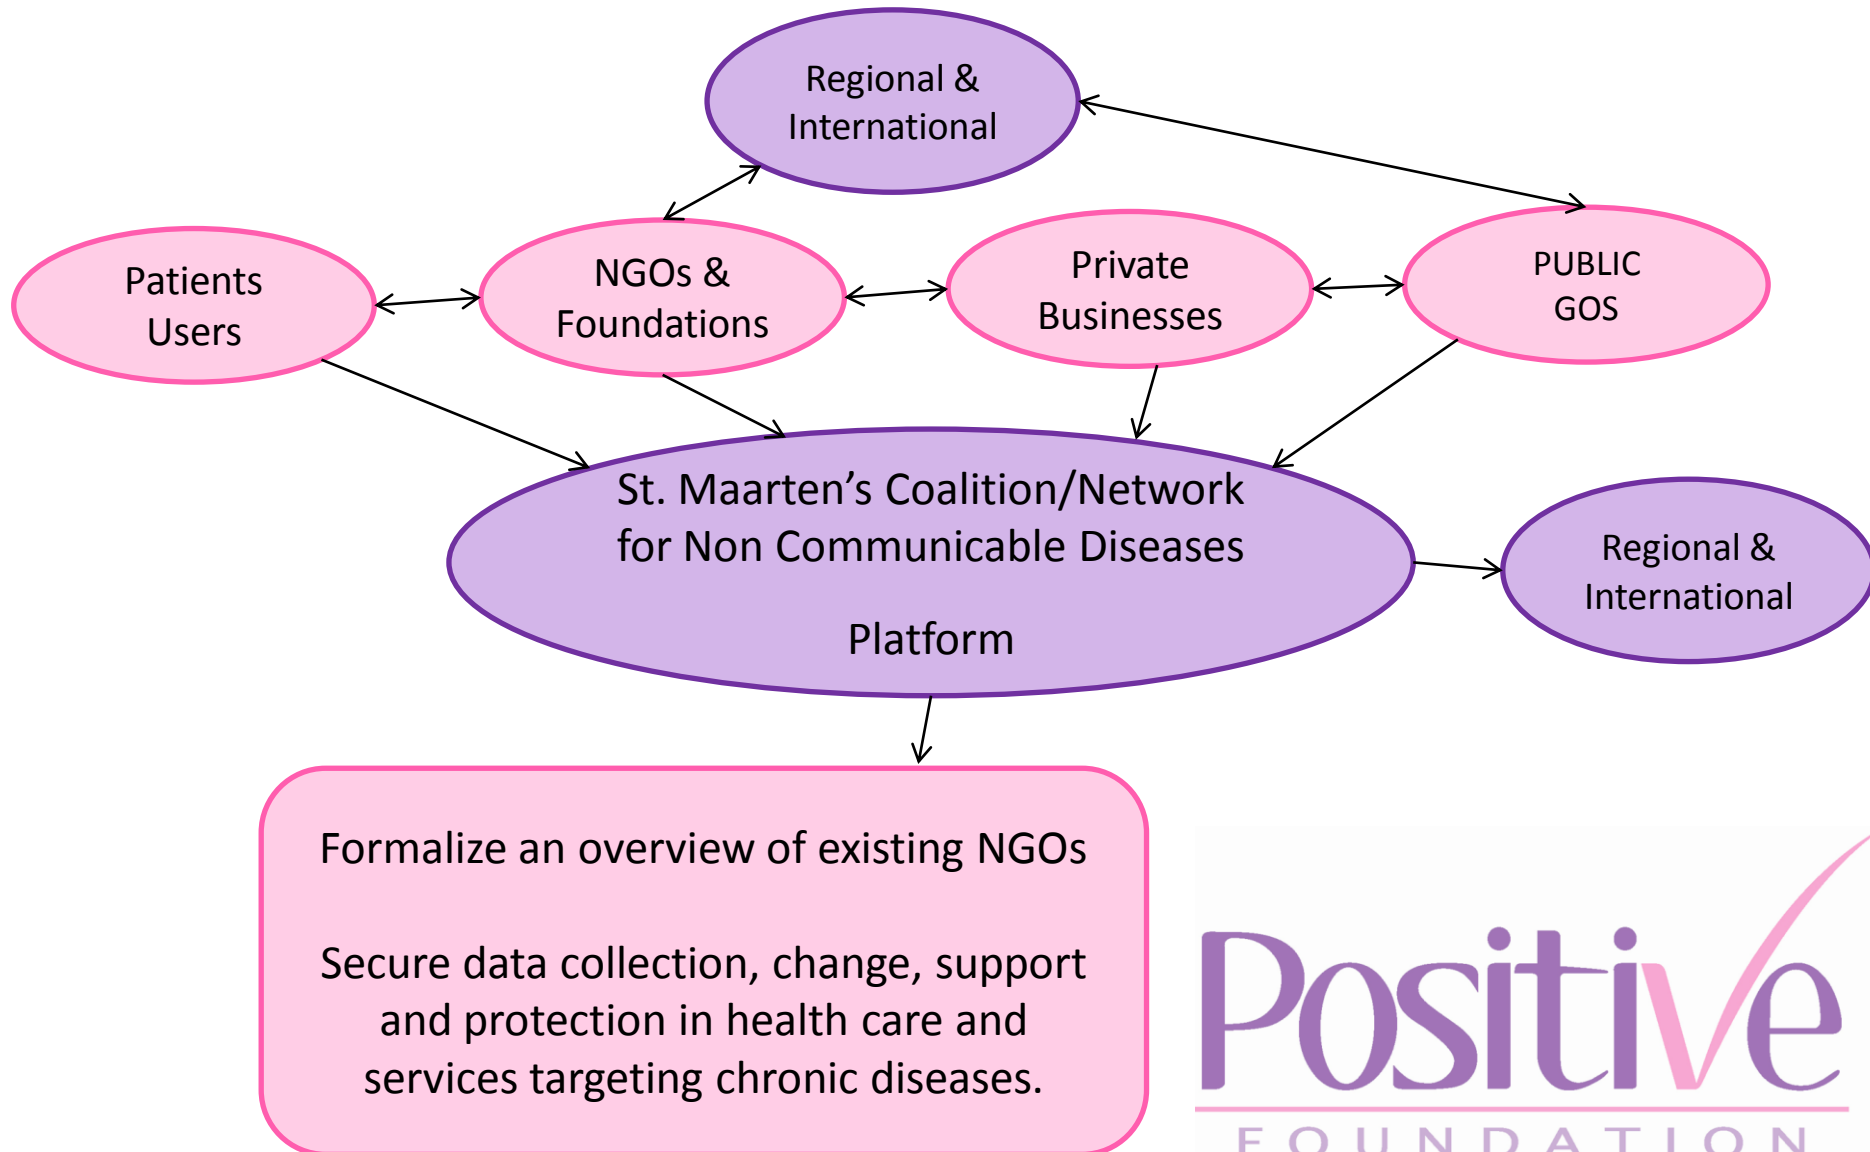 Regional &
International
Patients
Users
NGOs &
Foundations
Private
Businesses
PUBLIC
GOS
St. Maarten’s Coalition/Network
for Non Communicable Diseases
Platform
Regional &
International
Formalize an overview of existing NGOs
Secure data collection, change, support
and protection in health care and
services targeting chronic diseases.
Positive
FOUNDATION